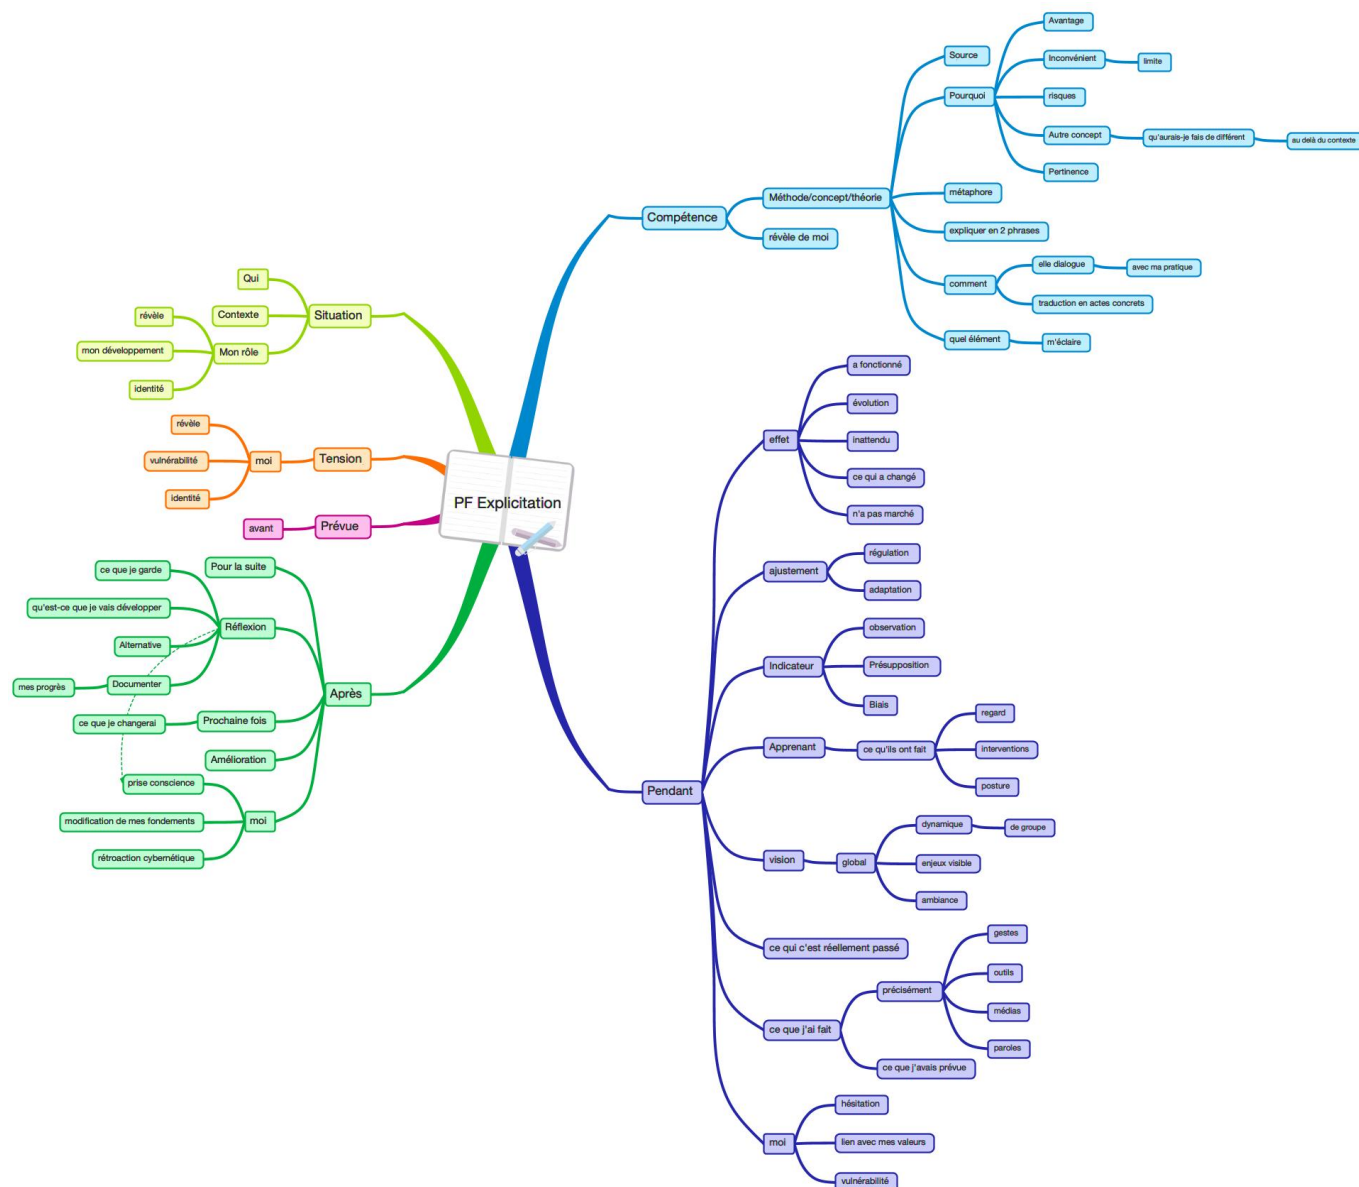 PF Explicitation
Compétence
Méthode/concept/théorie
Source
Pourquoi
Avantage
Inconvénient
limite
risques
Autre concept
qu'aurais-je fais de différent
au delà du contexte
Pertinence
métaphore
expliquer en 2 phrases
comment
elle dialogue
avec ma pratique
traduction en actes concrets
quel élément
m'éclaire
révèle de moi
Pendant
effet
a fonctionné
évolution
inattendu
ce qui a changé
n'a pas marché
ajustement
régulation
adaptation
Indicateur
observation
Présupposition
Biais
Apprenant
ce qu'ils ont fait
regard
interventions
posture
vision
global
dynamique
de groupe
enjeux visible
ambiance
ce qui c'est réellement passé
ce que j'ai fait
précisément
gestes
outils
médias
paroles
ce que j'avais prévue
moi
hésitation
lien avec mes valeurs
vulnérabilité
Situation
Qui
Contexte
Mon rôle
révèle
mon développement
identité
Tension
moi
révèle
vulnérabilité
identité
Prévue
avant
Après
Pour la suite
Réflexion
ce que je garde
qu'est-ce que je vais développer
Alternative
Documenter
mes progrès
Prochaine fois
ce que je changerai
Amélioration
moi
prise conscience
modification de mes fondements
rétroaction cybernétique